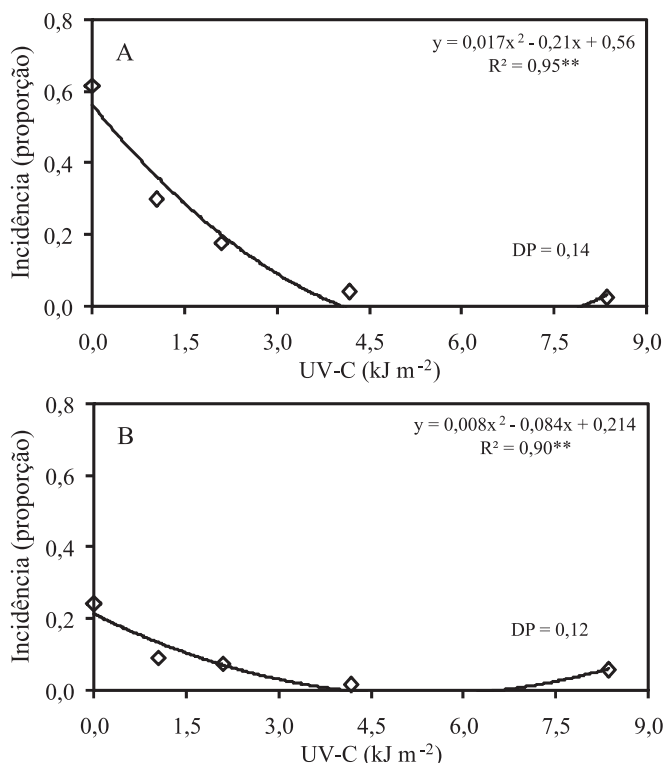 0,8
A
y = 0,017x² - 0,21x + 0,56
R² = 0,95**
0,6
0,4
0,2
DP = 0,14
0,0
Incidência (proporção)
0,0 1,5 3,0 4,5 6,0 7,5 9,0
UV-C (kJ m⁻²)
0,8
B
y = 0,008x² - 0,084x + 0,214
R² = 0,90**
0,6
0,4
0,2
DP = 0,12
0,0
Incidência (proporção)
0,0 1,5 3,0 4,5 6,0 7,5 9,0
UV-C (kJ m⁻²)